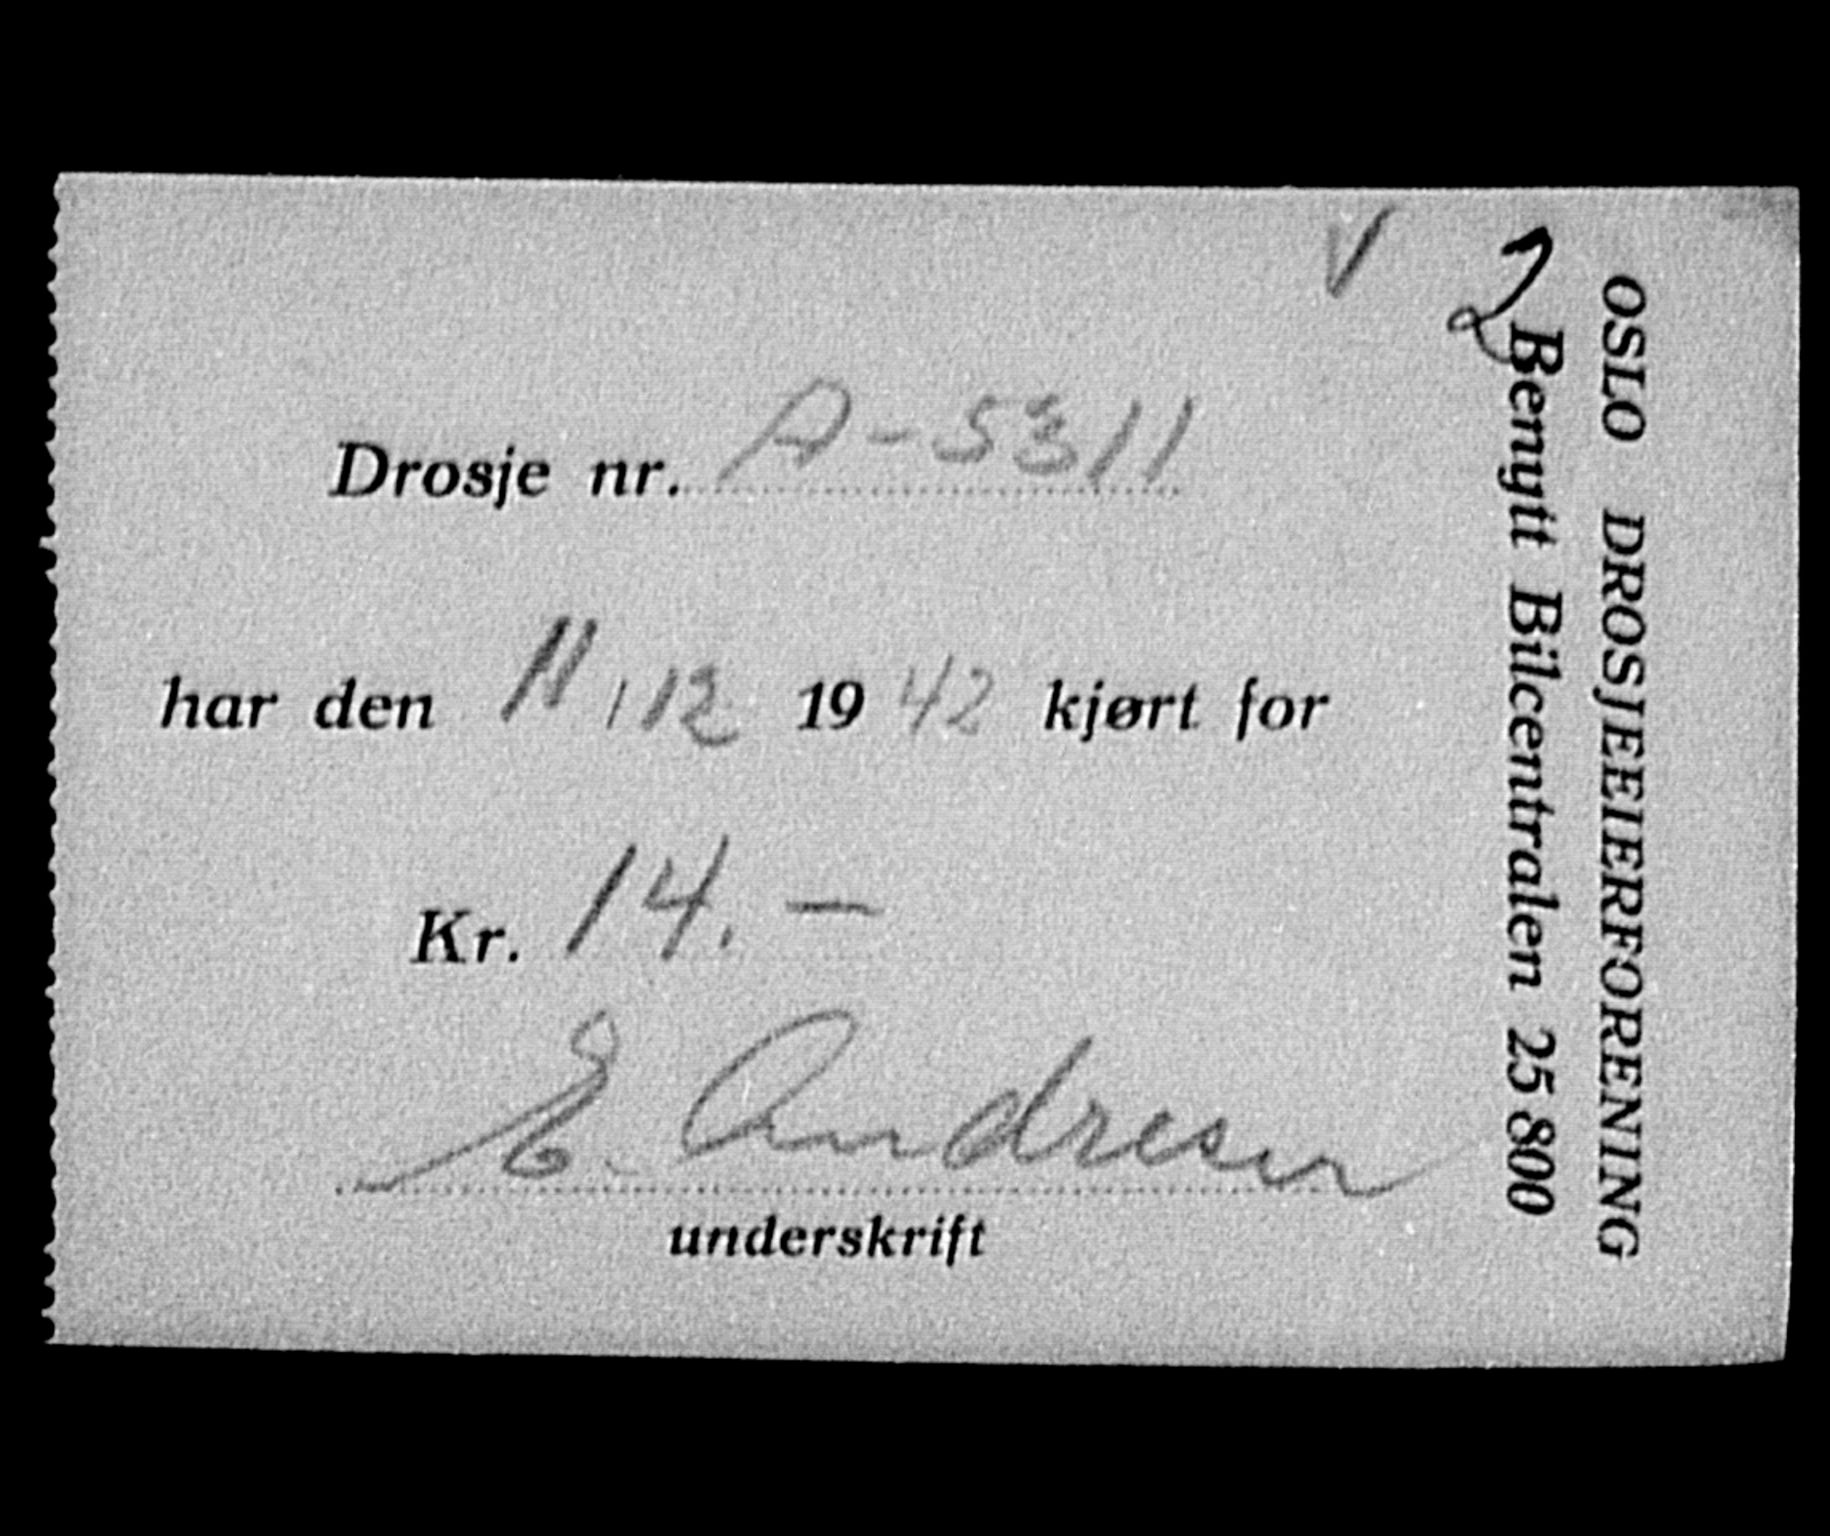 V 2
Drosje nr. A-5311
har den 11/12 1942 kjørt for
Kr. 14.-
E. Andresen
underskrift
OSLO DROSJEEIERFORENING
Benytt Bilcentralen 25 800